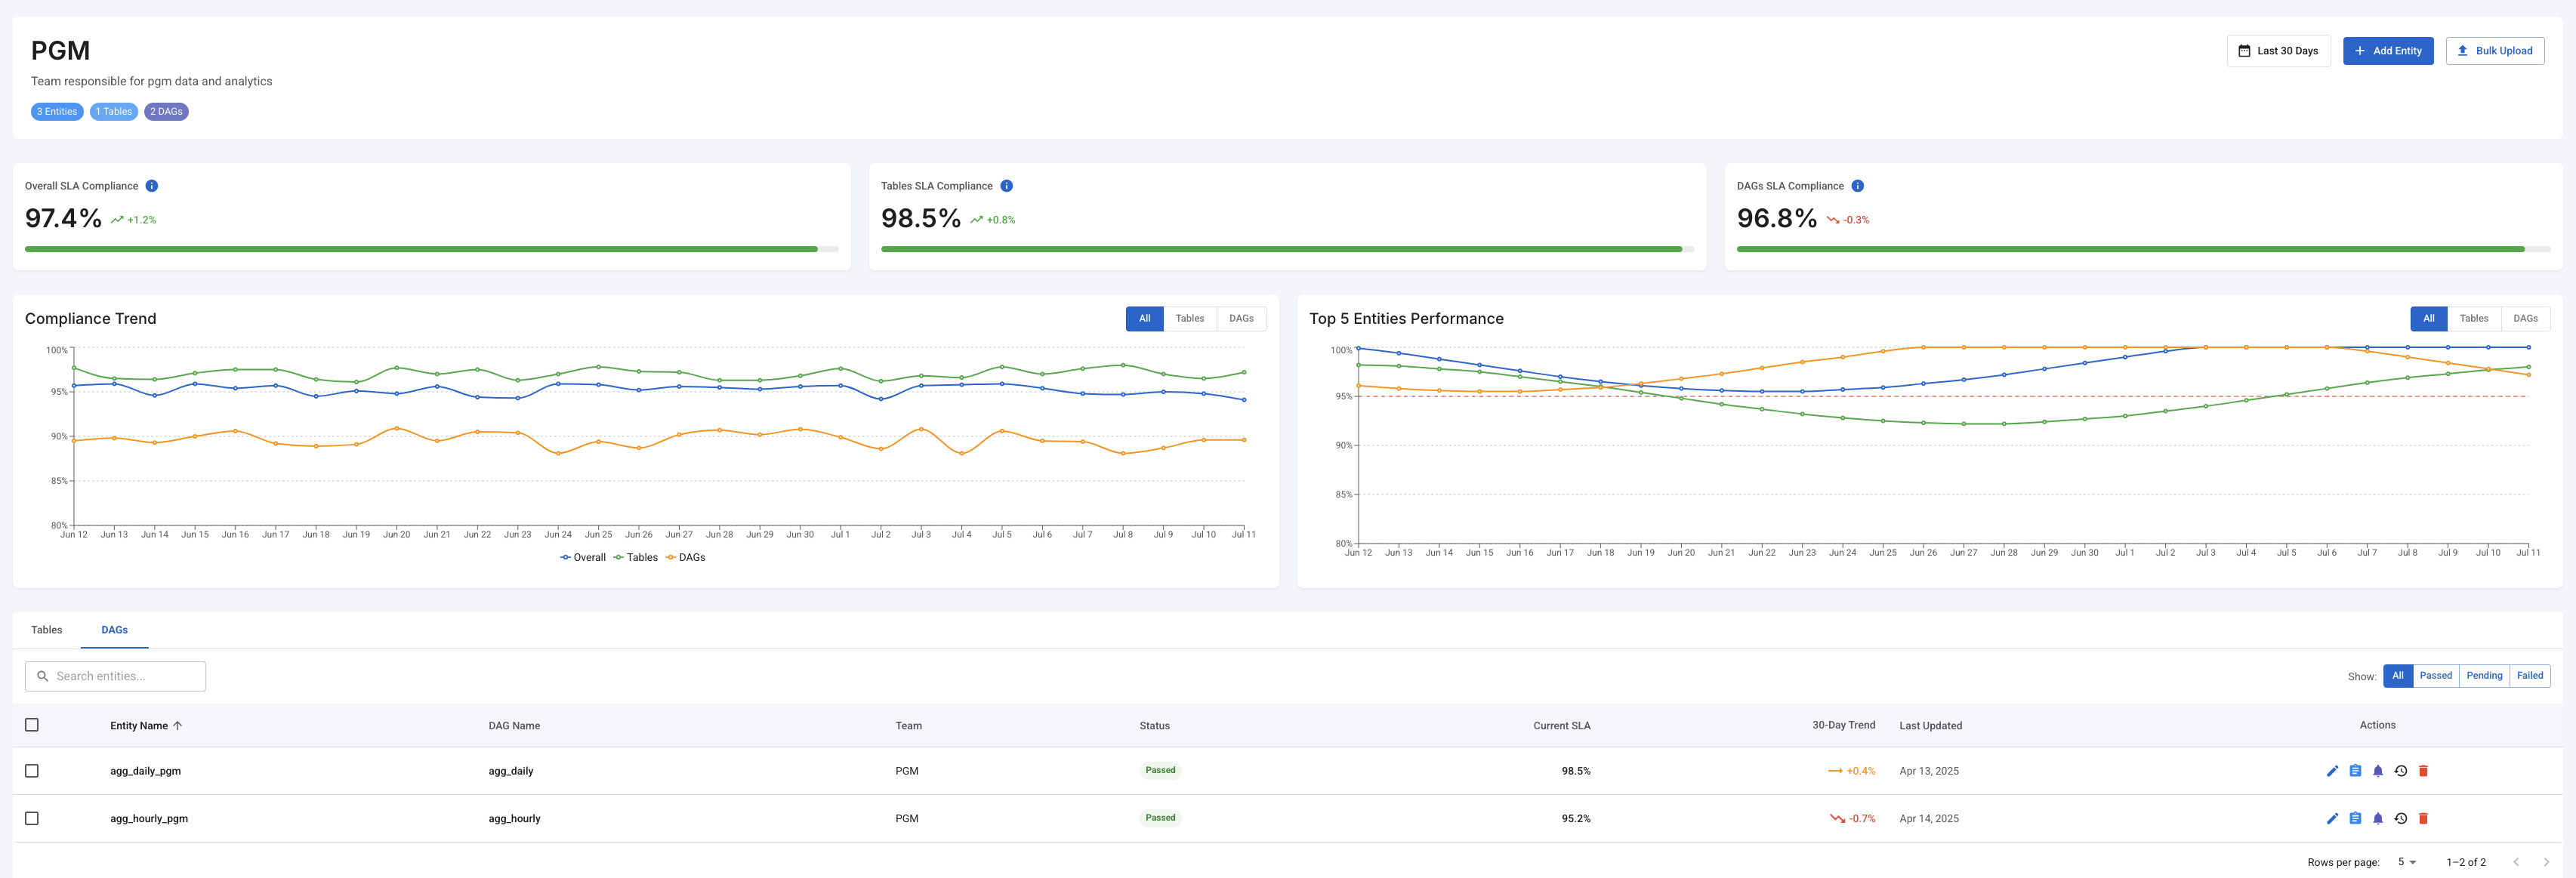 PGM
Last 30 Days
Add Entity
Bulk Upload
Team responsible for pgm data and analytics
3 Entities 1 Tables 2 DAGs
Overall SLA Compliance
97.4% +1.2%
Tables SLA Compliance
98.5% +0.8%
DAGs SLA Compliance
96.8% -0.3%
Compliance Trend
All Tables DAGs
100%
95%
90%
85%
80%
Jun 12 Jun 13 Jun 14 Jun 15 Jun 16 Jun 17 Jun 18 Jun 19 Jun 20 Jun 21 Jun 22 Jun 23 Jun 24 Jun 25 Jun 26 Jun 27 Jun 28 Jun 29 Jun 30 Jul 1 Jul 2 Jul 3 Jul 4 Jul 5 Jul 6 Jul 7 Jul 8 Jul 9 Jul 10 Jul 11
Overall Tables DAGs
Top 5 Entities Performance
All Tables DAGs
100%
95%
90%
85%
80%
Jun 12 Jun 13 Jun 14 Jun 15 Jun 16 Jun 17 Jun 18 Jun 19 Jun 20 Jun 21 Jun 22 Jun 23 Jun 24 Jun 25 Jun 26 Jun 27 Jun 28 Jun 29 Jun 30 Jul 1 Jul 2 Jul 3 Jul 4 Jul 5 Jul 6 Jul 7 Jul 8 Jul 9 Jul 10 Jul 11
Tables DAGs
Search entities...
Show: All Passed Pending Failed
Entity Name DAG Name Team Status Current SLA 30-Day Trend Last Updated Actions
agg_daily_pgm agg_daily PGM Passed 98.5% +0.4% Apr 13, 2025
agg_hourly_pgm agg_hourly PGM Passed 95.2% -0.7% Apr 14, 2025
Rows per page: 5 1–2 of 2